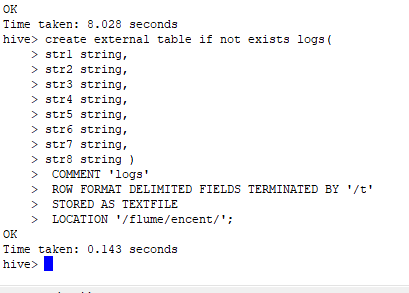 OK
Time taken: 8.028 seconds
hive> create external table if not exists logs(
    > str1 string,
    > str2 string,
    > str3 string,
    > str4 string,
    > str5 string,
    > str6 string,
    > str7 string,
    > str8 string )
    >  COMMENT 'logs'
    >  ROW FORMAT DELIMITED FIELDS TERMINATED BY '/t'
    >  STORED AS TEXTFILE
    >  LOCATION '/flume/encent/';
OK
Time taken: 0.143 seconds
hive>